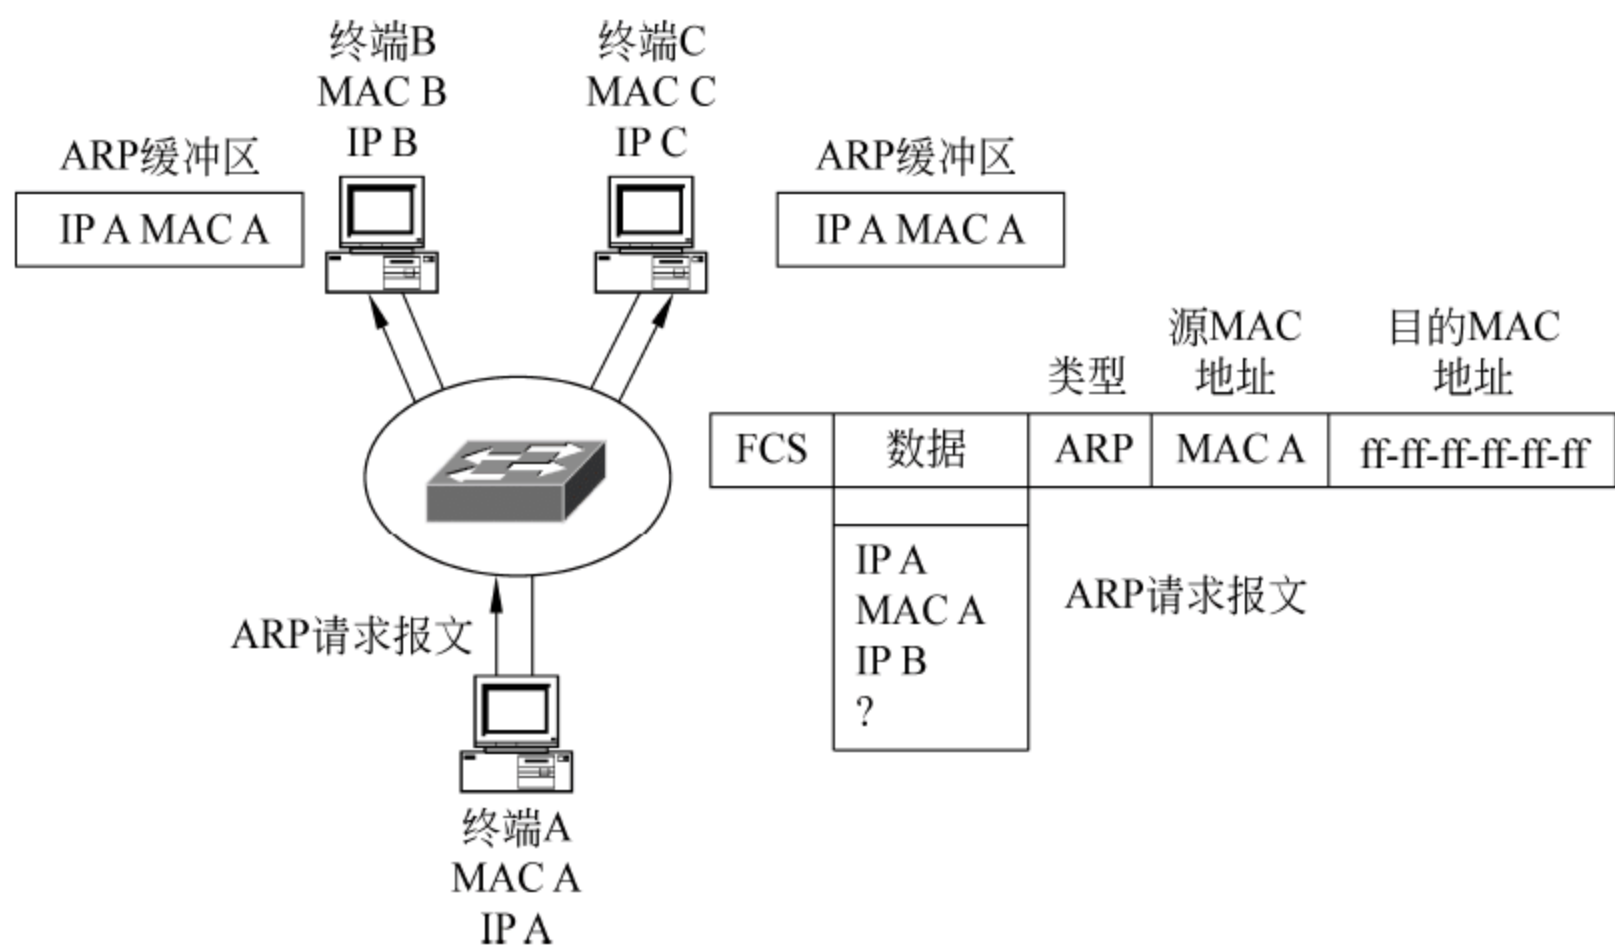 终端B
MAC B
IP B
终端C
MAC C
IP C
ARP缓冲区
IP A MAC A
ARP缓冲区
IP A MAC A
类型
源MAC
地址
目的MAC
地址
FCS
数据
ARP
MAC A
ff-ff-ff-ff-ff-ff
IP A
MAC A
IP B
?
ARP请求报文
ARP请求报文
终端A
MAC A
IP A